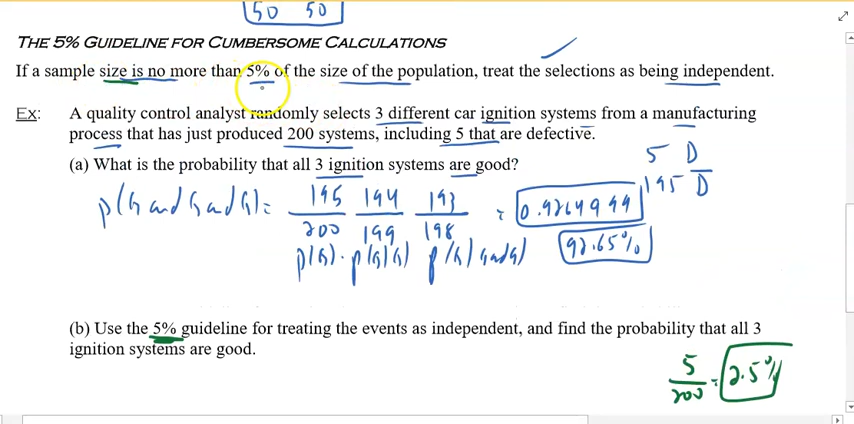 50 50
THE 5% GUIDELINE FOR CUMBERSOME CALCULATIONS
If a sample size is no more than 5% of the size of the population, treat the selections as being independent.
Ex: A quality control analyst randomly selects 3 different car ignition systems from a manufacturing
process that has just produced 200 systems, including 5 that are defective.
(a) What is the probability that all 3 ignition systems are good?
5 D
195 D̅
P(G and G and G) = 195/200 194/199 193/198 = 0.9264999
P(G) · P(G|G) P(G|G and G) 92.65%
(b) Use the 5% guideline for treating the events as independent, and find the probability that all 3
ignition systems are good.
5/200 = 2.5%